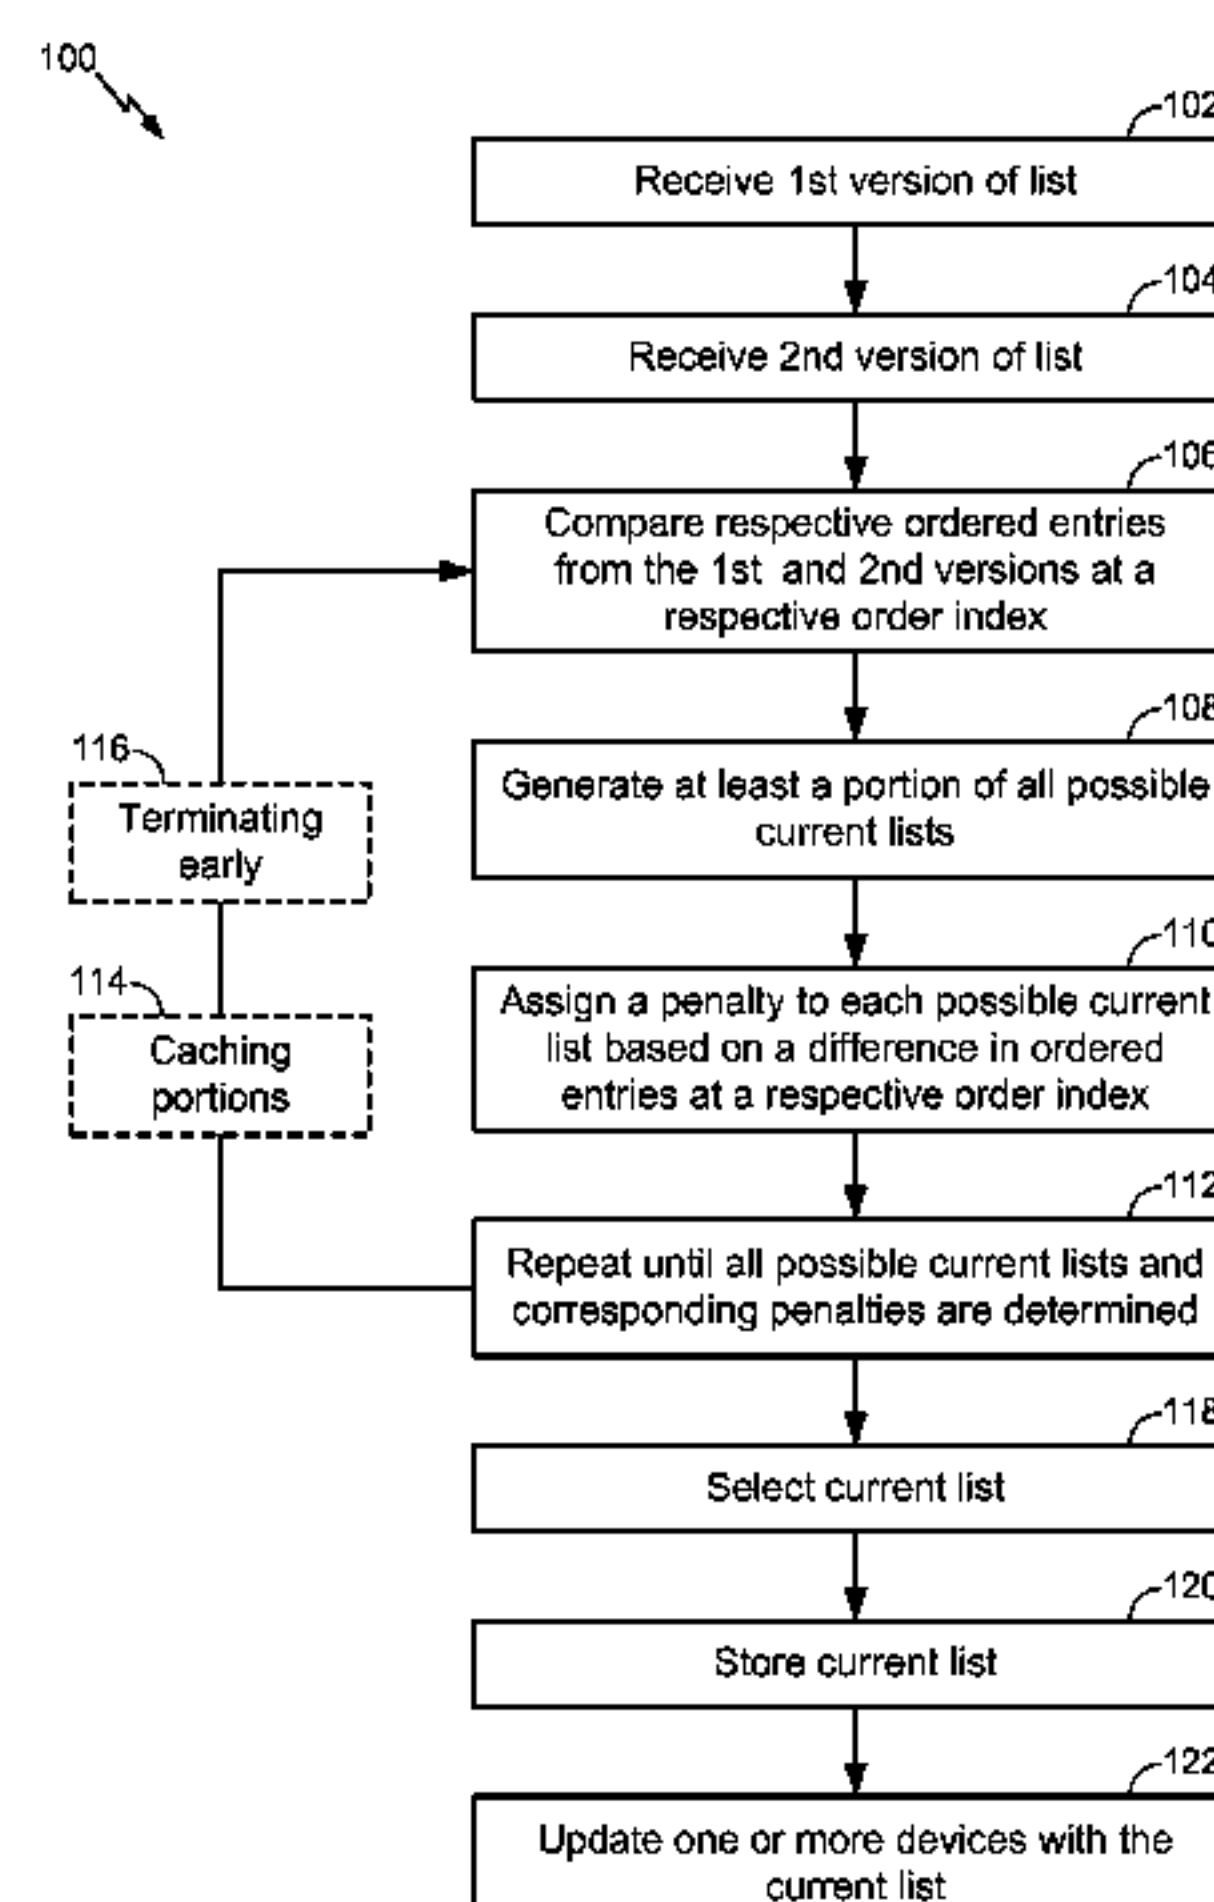 100
102
Receive 1st version of list
104
Receive 2nd version of list
106
Compare respective ordered entries
from the 1st and 2nd versions at a
respective order index
108
Generate at least a portion of all possible
current lists
116
Terminating
early
110
Assign a penalty to each possible current
list based on a difference in ordered
entries at a respective order index
114
Caching
portions
112
Repeat until all possible current lists and
corresponding penalties are determined
118
Select current list
120
Store current list
122
Update one or more devices with the
current list